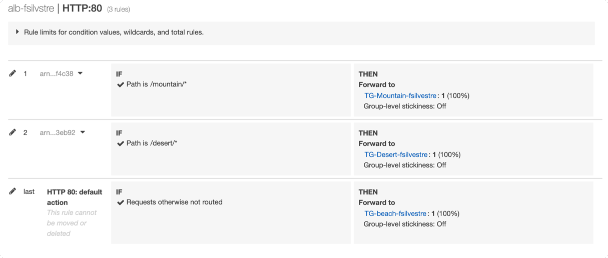 alb-fsilvstre | HTTP:80 (3 rules)
Rule limits for condition values, wildcards, and total rules.
1 arn...f4c38 IF THEN
Path is /mountain/* Forward to
TG-Mountain-fsilvestre: 1 (100%)
Group-level stickiness: Off
2 arn...3eb92 IF THEN
Path is /desert/* Forward to
TG-Desert-fsilvestre: 1 (100%)
Group-level stickiness: Off
last HTTP 80: default action IF THEN
Requests otherwise not routed Forward to
This rule cannot be moved or deleted TG-beach-fsilvestre: 1 (100%)
Group-level stickiness: Off